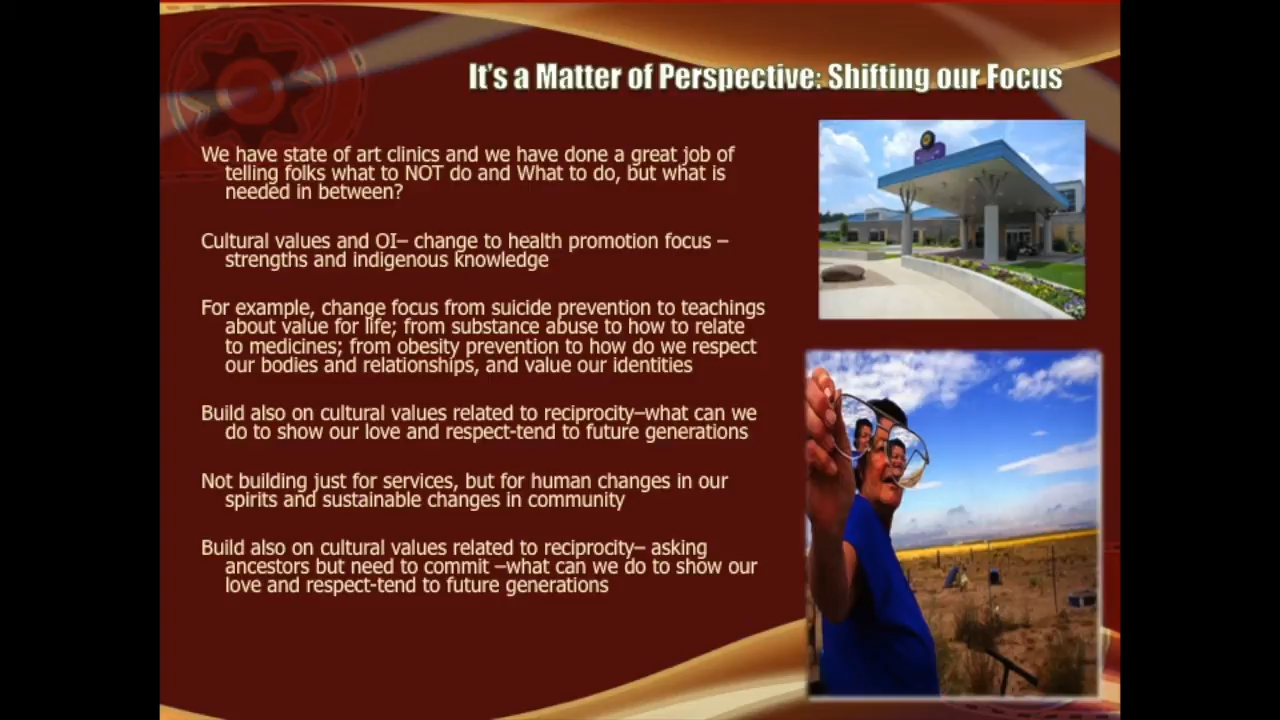 It's a Matter of Perspective: Shifting our Focus
We have state of art clinics and we have done a great job of
telling folks what to NOT do and What to do, but what is
needed in between?
Cultural values and OI– change to health promotion focus –
strengths and indigenous knowledge
For example, change focus from suicide prevention to teachings
about value for life; from substance abuse to how to relate
to medicines; from obesity prevention to how do we respect
our bodies and relationships, and value our identities
Build also on cultural values related to reciprocity–what can we
do to show our love and respect-tend to future generations
Not building just for services, but for human changes in our
spirits and sustainable changes in community
Build also on cultural values related to reciprocity– asking
ancestors but need to commit –what can we do to show our
love and respect-tend to future generations